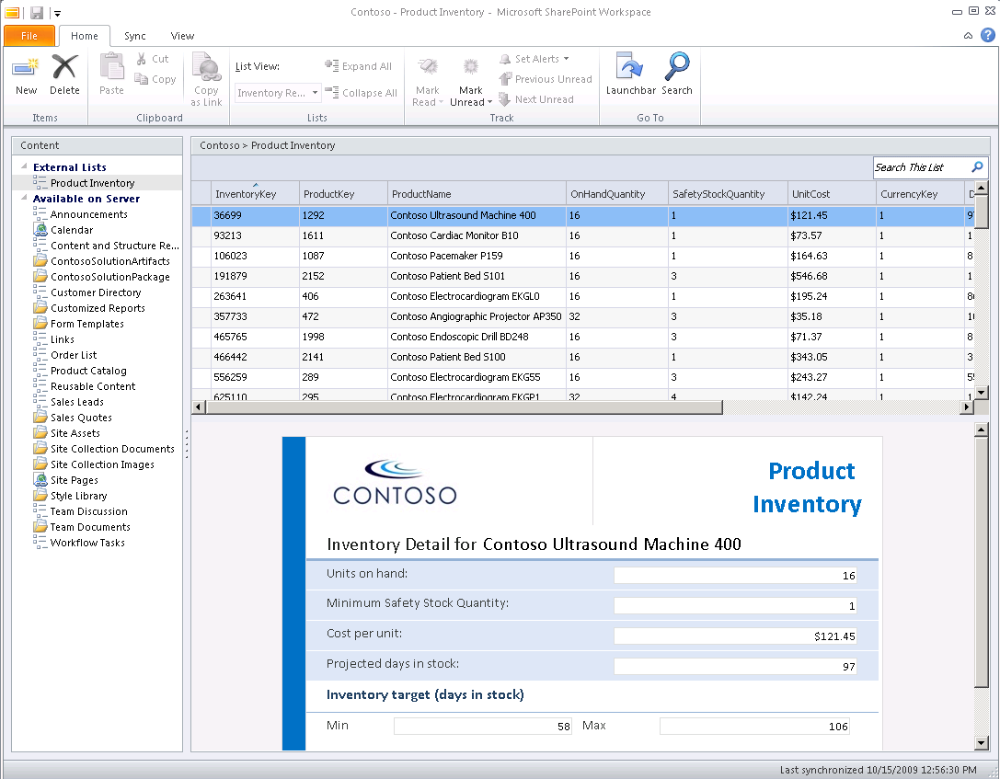 Contoso - Product Inventory - Microsoft SharePoint Workspace
File Home Sync View
New Delete Paste Cut Copy Copy as Link List View: Inventory Re... Expand All Collapse All Mark Read Mark Unread Set Alerts Previous Unread Next Unread Launchbar Search
Items Clipboard Lists Track Go To
Content
External Lists
Product Inventory
Available on Server
Announcements
Calendar
Content and Structure Re...
ContosoSolutionArtifacts
ContosoSolutionPackage
Customer Directory
Customized Reports
Form Templates
Links
Order List
Product Catalog
Reusable Content
Sales Leads
Sales Quotes
Site Assets
Site Collection Documents
Site Collection Images
Site Pages
Style Library
Team Discussion
Team Documents
Workflow Tasks
Contoso > Product Inventory
Search This List
InventoryKey ProductKey ProductName OnHandQuantity SafetyStockQuantity UnitCost CurrencyKey
36699 1292 Contoso Ultrasound Machine 400 16 1 $121.45 1
93213 1611 Contoso Cardiac Monitor B10 16 1 $73.57 1
106023 1087 Contoso Pacemaker P159 16 1 $164.63 1
191879 2152 Contoso Patient Bed S101 16 3 $546.68 1
263641 406 Contoso Electrocardiogram EKGL0 16 1 $195.24 1
357733 472 Contoso Angiographic Projector AP350 32 3 $35.18 1
465765 1998 Contoso Endoscopic Drill BD248 16 3 $71.37 1
466442 2141 Contoso Patient Bed S100 16 1 $343.05 1
556259 289 Contoso Electrocardiogram EKG55 16 3 $243.27 1
625110 295 Contoso Electrocardiogram EKGP1 32 4 $142.24 1
CONTOSO
Product
Inventory
Inventory Detail for Contoso Ultrasound Machine 400
Units on hand: 16
Minimum Safety Stock Quantity: 1
Cost per unit: $121.45
Projected days in stock: 97
Inventory target (days in stock)
Min 58 Max 106
Last synchronized 10/15/2009 12:56:30 PM